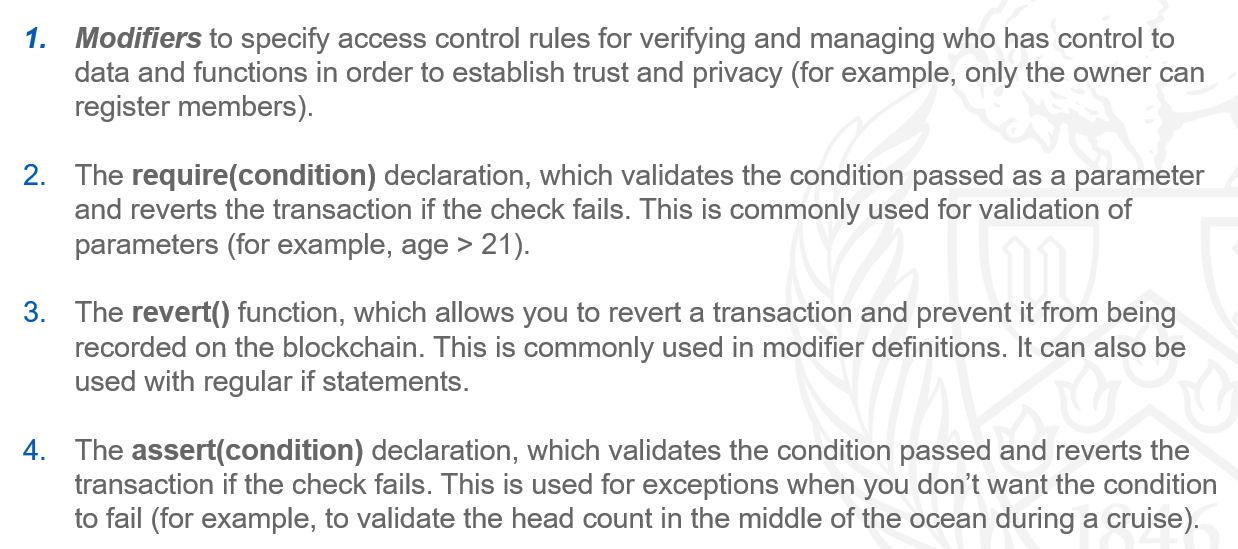 1. Modifiers to specify access control rules for verifying and managing who has control to
data and functions in order to establish trust and privacy (for example, only the owner can
register members).
2. The require(condition) declaration, which validates the condition passed as a parameter
and reverts the transaction if the check fails. This is commonly used for validation of
parameters (for example, age > 21).
3. The revert() function, which allows you to revert a transaction and prevent it from being
recorded on the blockchain. This is commonly used in modifier definitions. It can also be
used with regular if statements.
4. The assert(condition) declaration, which validates the condition passed and reverts the
transaction if the check fails. This is used for exceptions when you don’t want the condition
to fail (for example, to validate the head count in the middle of the ocean during a cruise).
1846